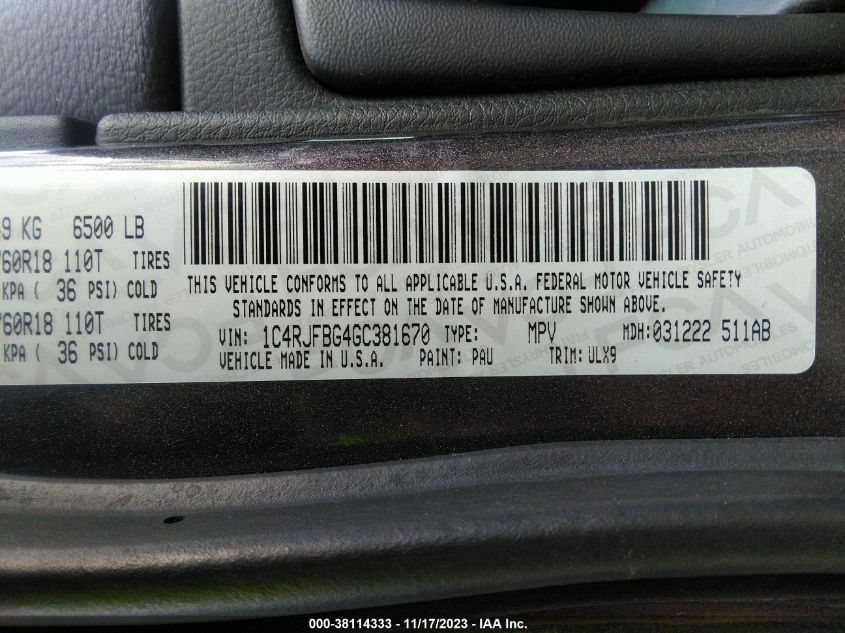 9 KG 6500 LB
/60R18 110T TIRES
KPA ( 36 PSI) COLD
/60R18 110T TIRES
KPA ( 36 PSI) COLD
THIS VEHICLE CONFORMS TO ALL APPLICABLE U.S.A. FEDERAL MOTOR VEHICLE SAFETY
STANDARDS IN EFFECT ON THE DATE OF MANUFACTURE SHOWN ABOVE.
VIN: 1C4RJFBG4GC381670 TYPE: MPV MDH:031222 511AB
VEHICLE MADE IN U.S.A. PAINT: PAU TRIM: ULX9
000-38114333 - 11/17/2023 - IAA Inc.